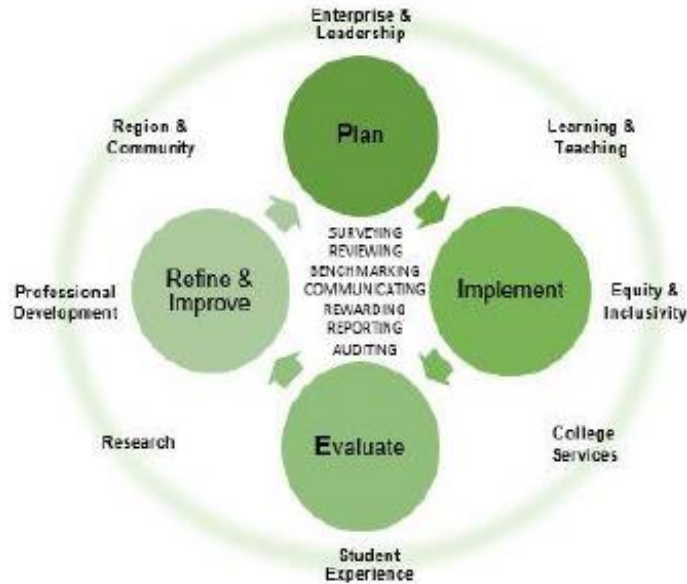 Enterprise &
Leadership
Plan
Region &
Community
Learning &
Teaching
SURVEYING
REVIEWING
BENCHMARKING
COMMUNICATING
REWARDING
REPORTING
AUDITING
Refine &
Improve
Implement
Professional
Development
Equity &
Inclusivity
Evaluate
Research
College
Services
Student
Experience